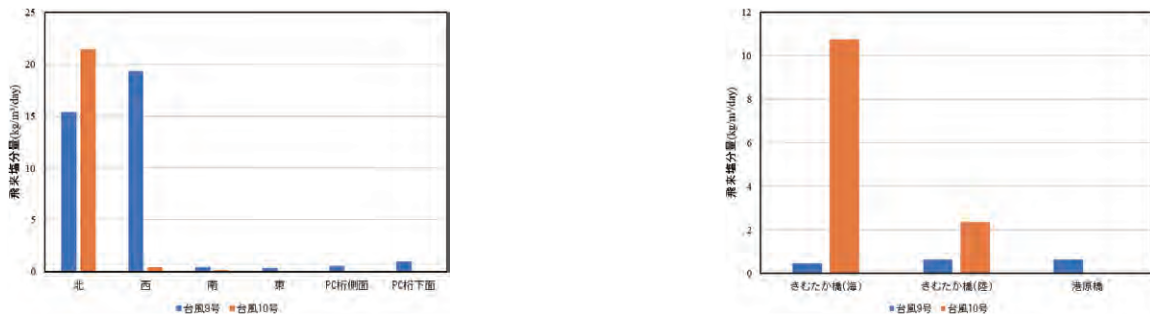 25
20
15
10
5
0
飛来塩分量(kg/m³/day)
北 西 南 東 PC桁側面 PC桁下面
台風9号 台風10号
12
10
8
6
4
2
0
飛来塩分量(kg/m³/day)
きむたか橋(海) きむたか橋(陸) 港原橋
台風9号 台風10号